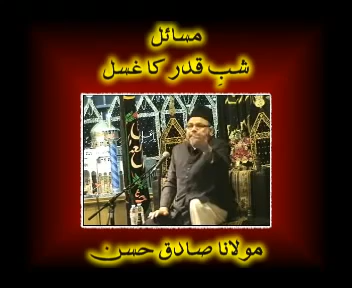 مسائل
شبِ قدر کا غسل
مولانا صادق حسن